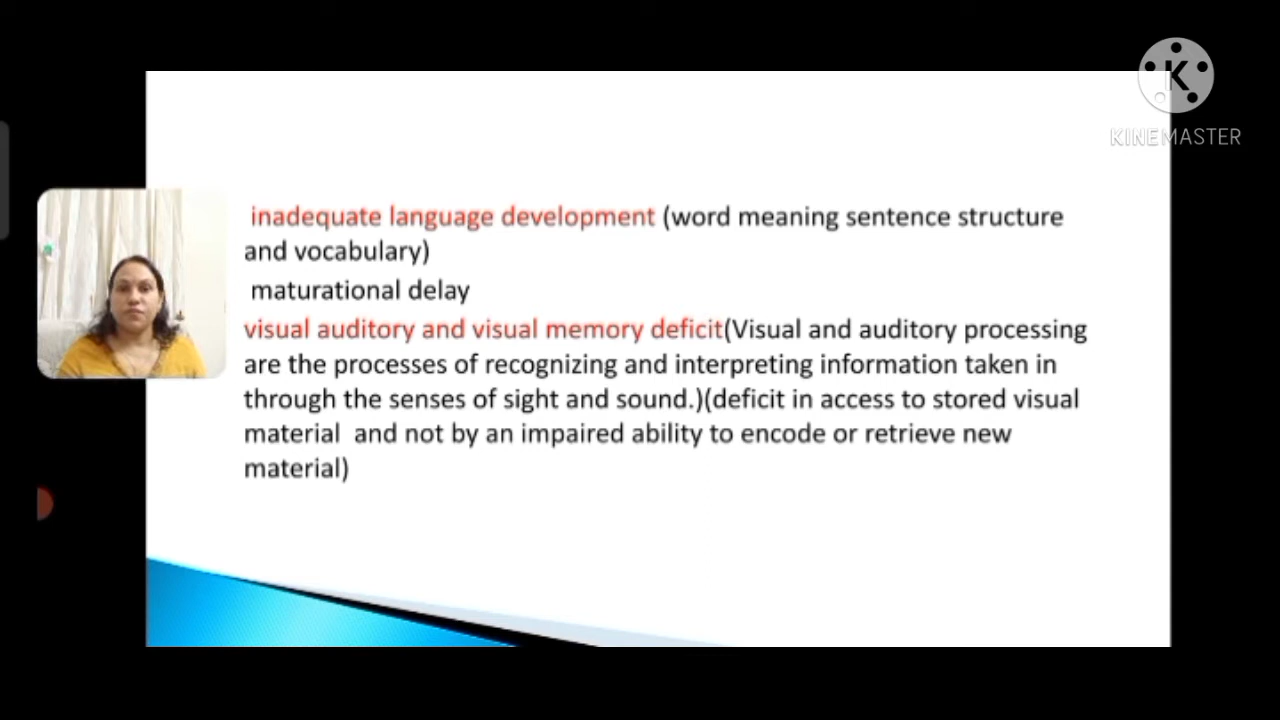 KINEMASTER
inadequate language development (word meaning sentence structure
and vocabulary)
maturational delay
visual auditory and visual memory deficit(Visual and auditory processing
are the processes of recognizing and interpreting information taken in
through the senses of sight and sound.)(deficit in access to stored visual
material and not by an impaired ability to encode or retrieve new
material)